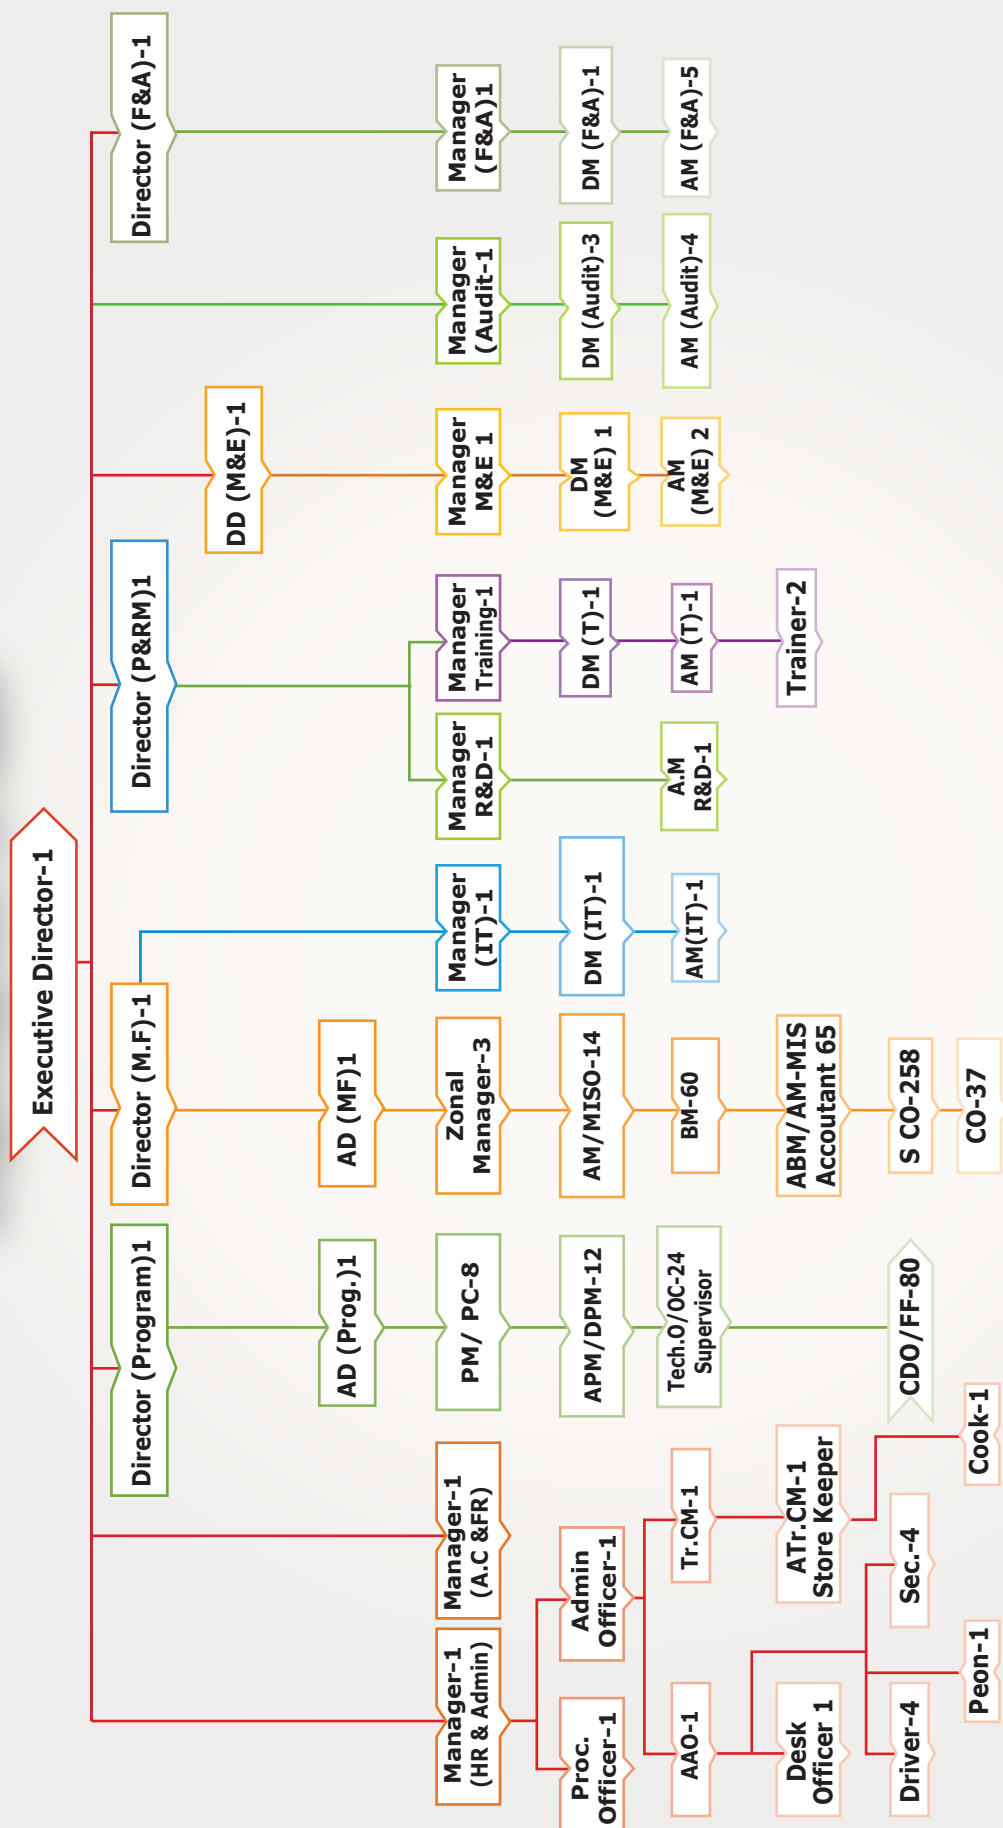 Executive Director-1
Manager-1
(HR & Admin)
Proc.
Officer-1
Admin
Officer-1
AAO-1
Tr.CM-1
Desk
Officer 1
ATr.CM-1
Store Keeper
Driver-4
Sec.-4
Peon-1
Cook-1
Manager-1
(A.C &FR)
Director (Program)1
AD (Prog.)1
PM/ PC-8
APM/DPM-12
Tech.O/OC-24
Supervisor
CDO/FF-80
Director (M.F)-1
AD (MF)1
Zonal
Manager-3
AM/MISO-14
BM-60
ABM/AM-MIS
Accoutant 65
S CO-258
CO-37
Manager
(IT)-1
DM (IT)-1
AM(IT)-1
Director (P&RM)1
Manager
R&D-1
A.M
R&D-1
Manager
Training-1
DM (T)-1
AM (T)-1
Trainer-2
DD (M&E)-1
Manager
M&E 1
DM
(M&E) 1
AM
(M&E) 2
Manager
(Audit-1
DM (Audit)-3
AM (Audit)-4
Director (F&A)-1
Manager
(F&A)1
DM (F&A)-1
AM (F&A)-5